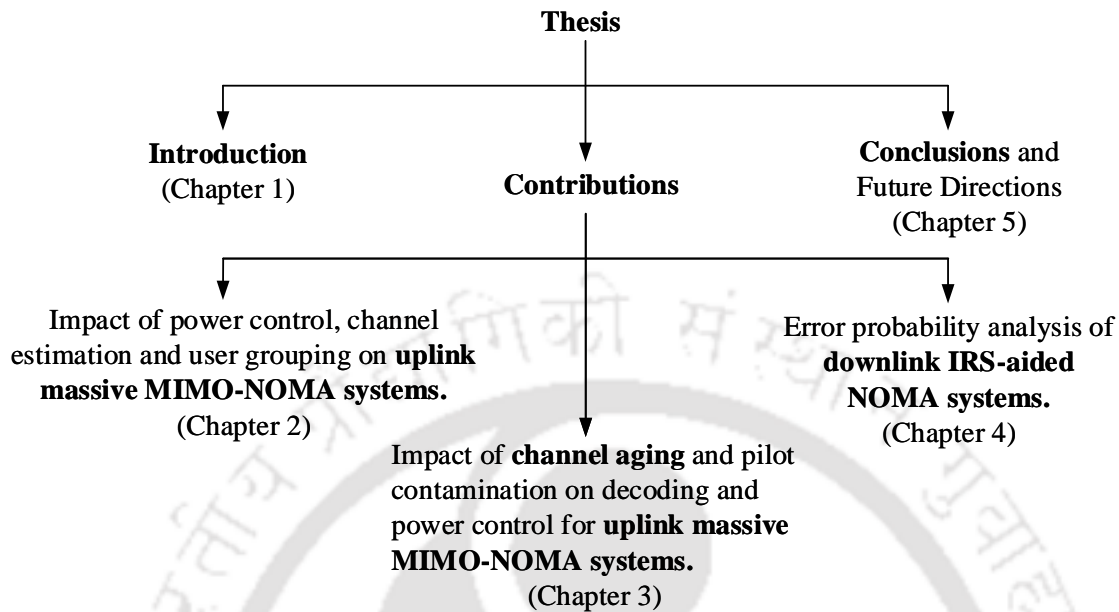 Thesis
Introduction
(Chapter 1)
Contributions
Conclusions and
Future Directions
(Chapter 5)
Impact of power control, channel
estimation and user grouping on uplink
massive MIMO-NOMA systems.
(Chapter 2)
Impact of channel aging and pilot
contamination on decoding and
power control for uplink massive
MIMO-NOMA systems.
(Chapter 3)
Error probability analysis of
downlink IRS-aided
NOMA systems.
(Chapter 4)